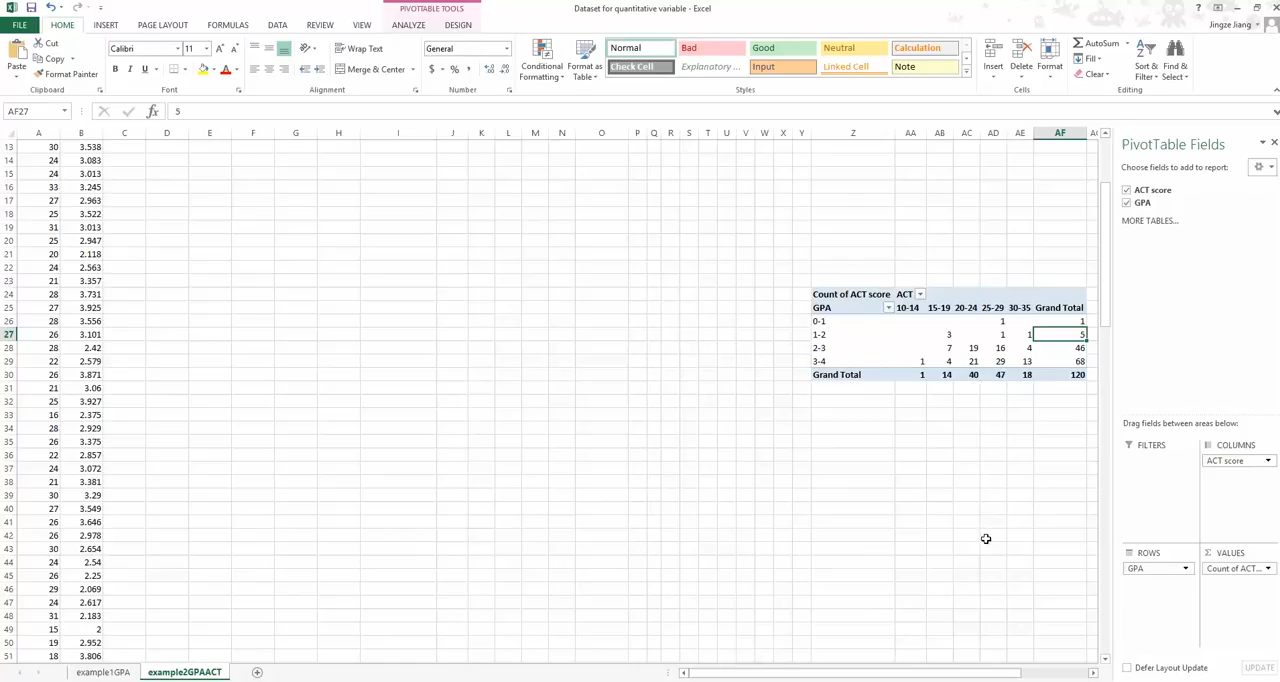 PIVOTTABLE TOOLS
Dataset for quantitative variable - Excel
FILE HOME INSERT PAGE LAYOUT FORMULAS DATA REVIEW VIEW ANALYZE DESIGN
Jingze Jiang
Paste
Cut
Copy
Format Painter
Clipboard
Calibri 11
B I U A
Font
Wrap Text
Merge & Center
Alignment
General
$ % ,
Number
Conditional Formatting
Format as Table
Normal Bad Good Neutral Calculation
Check Cell Explanatory ... Input Linked Cell Note
Styles
Insert Delete Format
Cells
AutoSum
Fill
Clear
Sort & Filter
Find & Select
Editing
AF27 fx 5
A B C D E F G H I J K L M N O P Q R S T U V W X Y Z AA AB AC AD AE AF
13 30 3.538
14 24 3.083
15 24 3.013
16 33 3.245
17 27 2.963
18 25 3.522
19 31 3.013
20 25 2.947
21 20 2.118
22 24 2.563
23 21 3.357
24 28 3.731 Count of ACT score ACT
25 27 3.925 GPA 10-14 15-19 20-24 25-29 30-35 Grand Total
26 28 3.556 0-1 1 1
27 26 3.101 1-2 3 1 1 5
28 28 2.42 2-3 7 19 16 4 46
29 22 2.579 3-4 1 4 21 29 13 68
30 26 3.871 Grand Total 1 14 40 47 18 120
31 21 3.06
32 25 3.927
33 16 2.375
34 28 2.929
35 26 3.375
36 22 2.857
37 24 3.072
38 21 3.381
39 30 3.29
40 27 3.549
41 26 3.646
42 26 2.978
43 30 2.654
44 24 2.54
45 26 2.25
46 29 2.069
47 24 2.617
48 31 2.183
49 15 2
50 19 2.952
51 18 3.806
PivotTable Fields
Choose fields to add to report:
ACT score
GPA
MORE TABLES...
Drag fields between areas below:
FILTERS
COLUMNS
ACT score
ROWS
GPA
Σ VALUES
Count of ACT...
Defer Layout Update UPDATE
example1GPA example2GPAACT